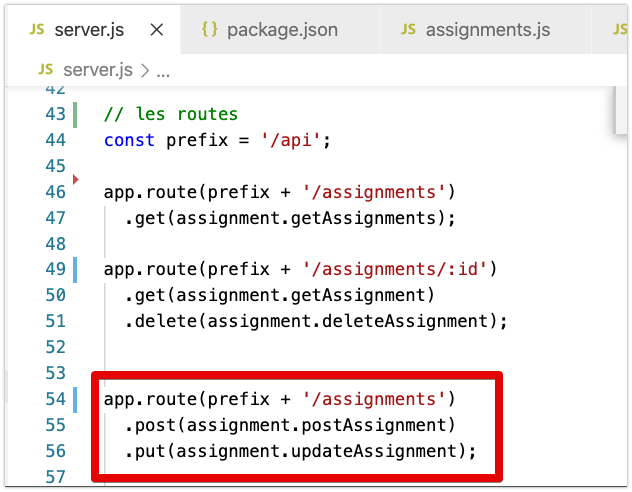 JS server.js × {} package.json JS assignments.js JS
JS server.js > ...
42
43 // les routes
44 const prefix = '/api';
45
46 app.route(prefix + '/assignments')
47 .get(assignment.getAssignments);
48
49 app.route(prefix + '/assignments/:id')
50 .get(assignment.getAssignment)
51 .delete(assignment.deleteAssignment);
52
53
54 app.route(prefix + '/assignments')
55 .post(assignment.postAssignment)
56 .put(assignment.updateAssignment);
57